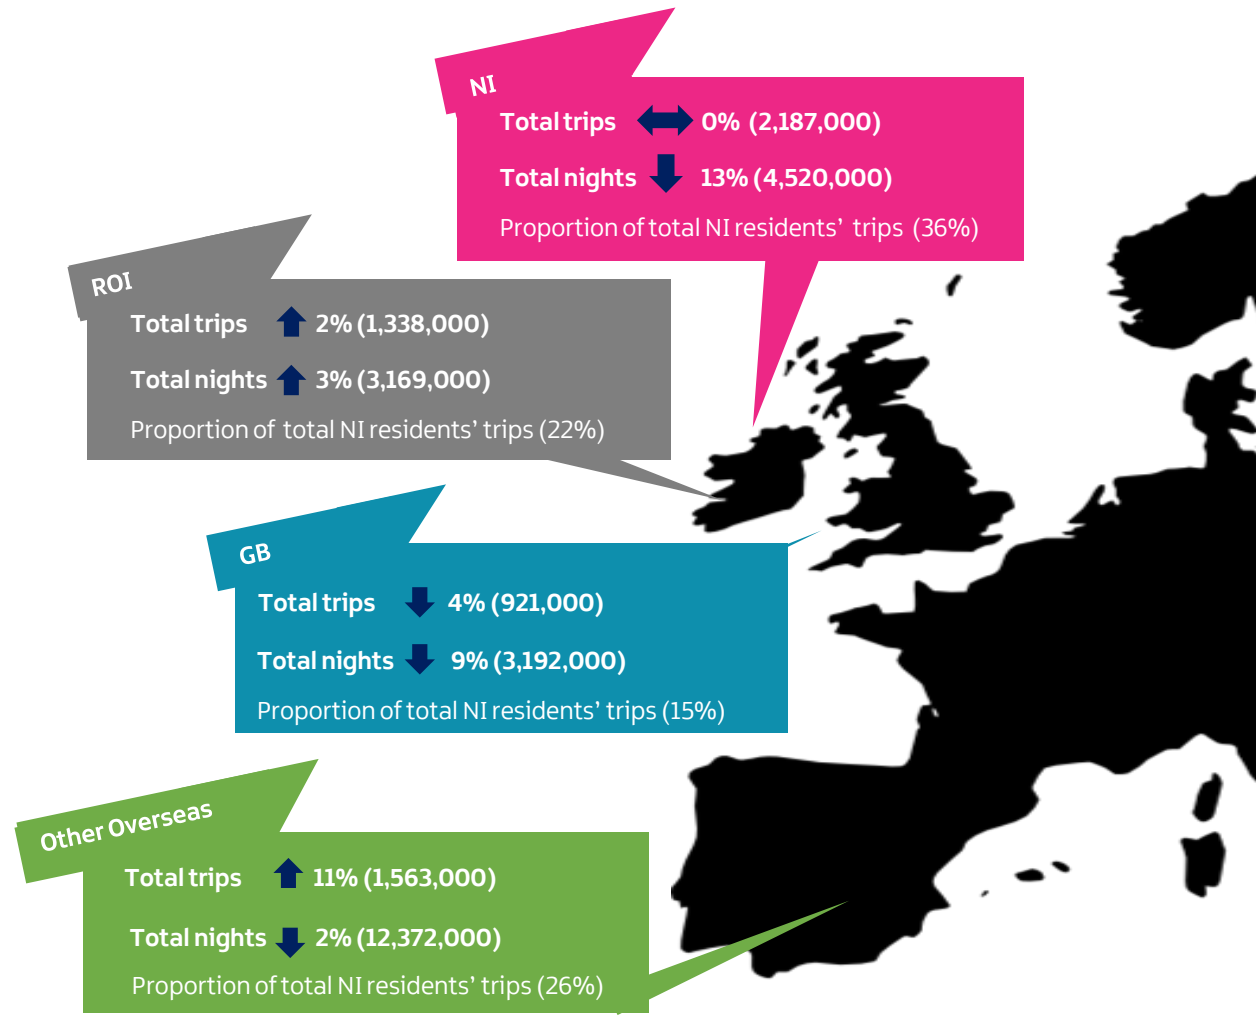 NI
Total trips 0% (2,187,000)
Total nights 13% (4,520,000)
Proportion of total NI residents’ trips (36%)
ROI
Total trips 2% (1,338,000)
Total nights 3% (3,169,000)
Proportion of total NI residents’ trips (22%)
GB
Total trips 4% (921,000)
Total nights 9% (3,192,000)
Proportion of total NI residents’ trips (15%)
Other Overseas
Total trips 11% (1,563,000)
Total nights 2% (12,372,000)
Proportion of total NI residents’ trips (26%)